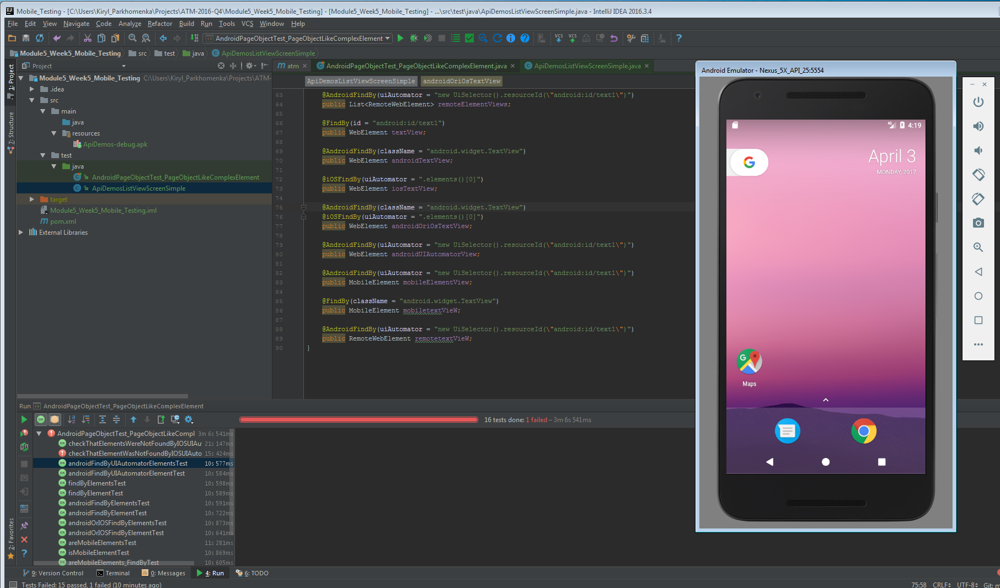 Mobile_Testing - [C:\Users\Kiryl_Parkhomenka\Projects\ATM-2016-Q4\Module5_Week5_Mobile_Testing] - [Module5_Week5_Mobile_Testing] - ...\src\test\java\ApiDemosListViewScreenSimple.java - IntelliJ IDEA 2016.3.4
File Edit View Navigate Code Analyze Refactor Build Run Tools VCS Window Help
AndroidPageObjectTest_PageObjectLikeComplexElement
VCS VCS
Module5_Week5_Mobile_Testing src test java ApiDemosListViewScreenSimple
1: Project
7: Structure
2: Favorites
Project
Module5_Week5_Mobile_Testing C:\Users\Kiryl_Parkhomenka\Projects\ATM-
.idea
src
main
java
resources
ApiDemos-debug.apk
test
java
AndroidPageObjectTest_PageObjectLikeComplexElement
ApiDemosListViewScreenSimple
target
Module5_Week5_Mobile_Testing.iml
pom.xml
External Libraries
atm AndroidPageObjectTest_PageObjectLikeComplexElement.java ApiDemosListViewScreenSimple.java
ApiDemosListViewScreenSimple androidOriOsTextView
63 @AndroidFindBy(uiAutomator = "new UiSelector().resourceId(\"android:id/text1\")")
64 public List<RemoteWebElement> remoteElementViews;
65
66 @FindBy(id = "android:id/text1")
67 public WebElement textView;
68
69 @AndroidFindBy(className = "android.widget.TextView")
70 public WebElement androidTextView;
71
72 @iOSFindBy(uiAutomator = ".elements()[0]")
73 public WebElement iosTextView;
74
75 @AndroidFindBy(className = "android.widget.TextView")
76 @iOSFindBy(uiAutomator = ".elements()[0]")
77 public WebElement androidOriOsTextView;
78
79 @AndroidFindBy(uiAutomator = "new UiSelector().resourceId(\"android:id/text1\")")
80 public WebElement androidUIAutomatorView;
81
82 @AndroidFindBy(uiAutomator = "new UiSelector().resourceId(\"android:id/text1\")")
83 public MobileElement mobileElementView;
84
85 @FindBy(className = "android.widget.TextView")
86 public MobileElement mobiletextVieW;
87
88 @AndroidFindBy(uiAutomator = "new UiSelector().resourceId(\"android:id/text1\")")
89 public RemoteWebElement remotetextVieW;
90 }
Android Emulator - Nexus_5X_API_25:5554
4G 4:19
April 3
MONDAY, 2017
Maps
Run AndroidPageObjectTest_PageObjectLikeComplexElement
16 tests done: 1 failed – 3m 6s 541ms
AndroidPageObjectTest_PageObjectLikeCompl 3m 6s 541ms
checkThatElementsWereNotFoundByIOSUIAu 21s 147ms
checkThatElementWasNotFoundByIOSUIAuto 15s 424ms
androidFindByUIAutomatorElementsTest 10s 577ms
androidFindByUIAutomatorElementTest 10s 584ms
findByElementsTest 10s 598ms
findByElementTest 10s 589ms
androidFindByElementsTest 10s 591ms
androidFindByElementTest 10s 722ms
androidOrIOSFindByElementsTest 10s 873ms
androidOrIOSFindByElementTest 10s 641ms
areMobileElementsTest 11s 281ms
isMobileElementTest 10s 869ms
areMobileElements_FindByTest 10s 605ms
9: Version Control Terminal 0: Messages 4: Run 6: TODO
Tests Failed: 15 passed, 1 failed (10 minutes ago) 75:58 CRLF UTF-8 Git: m